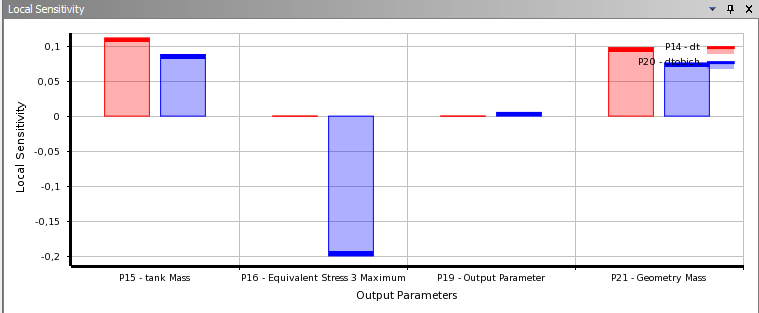 Local Sensitivity
P14 - dt
P20 - dtobich
0,1
0,05
0
-0,05
-0,1
-0,15
-0,2
Local Sensitivity
P15 - tank Mass
P16 - Equivalent Stress 3 Maximum
P19 - Output Parameter
P21 - Geometry Mass
Output Parameters